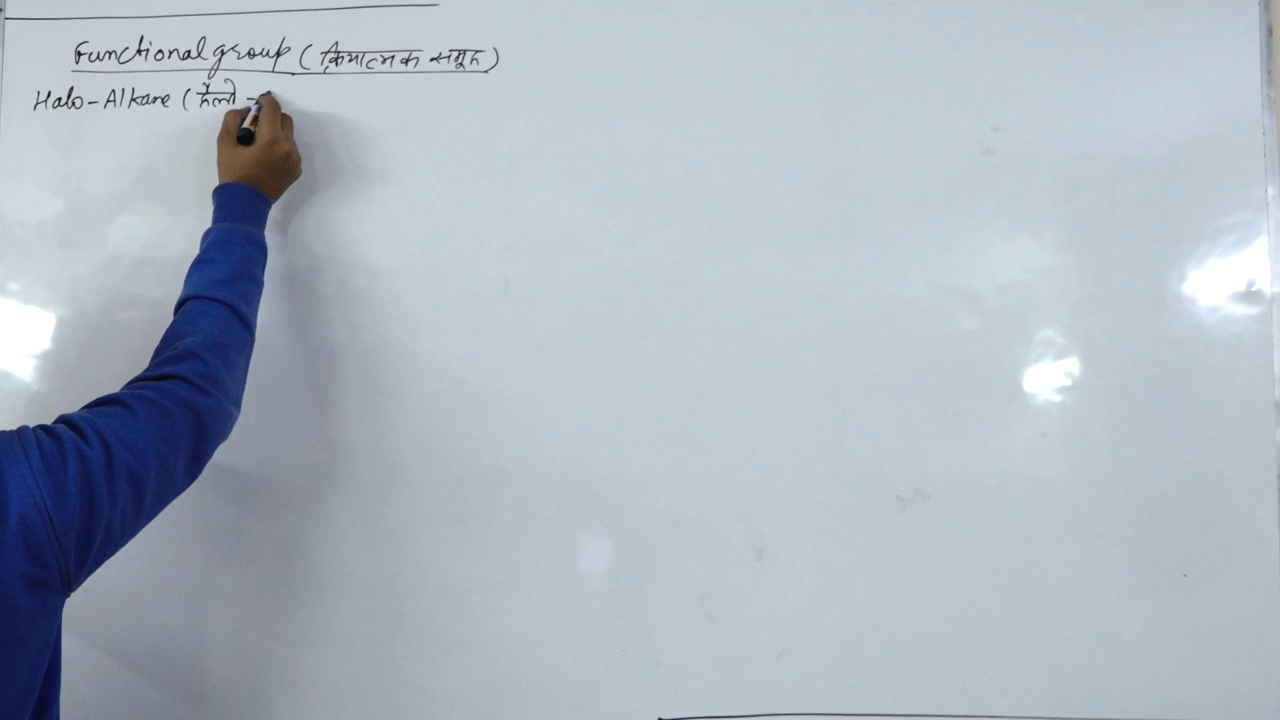 Functional group (क्रियात्मक समूह)
Halo-Alkane (हैलो -